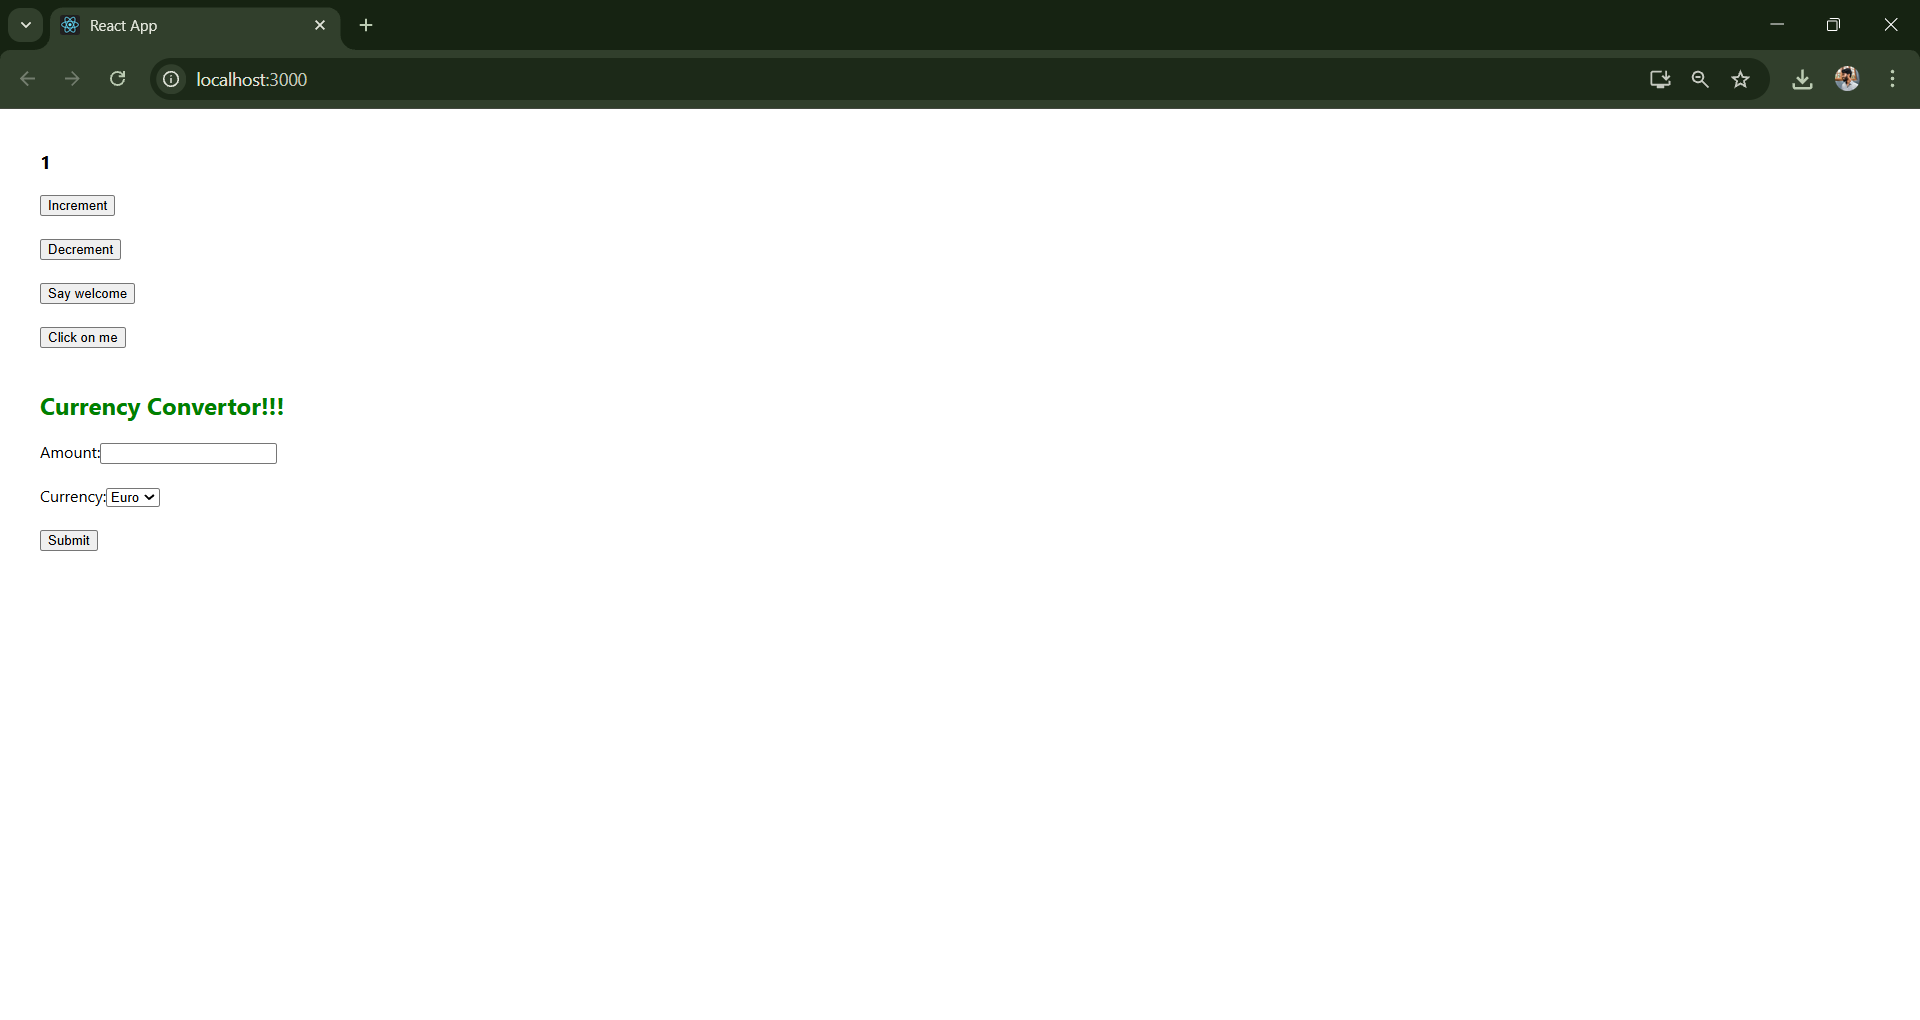 React App
localhost:3000
1
Increment
Decrement
Say welcome
Click on me
Currency Convertor!!!
Amount:
Currency: Euro
Submit